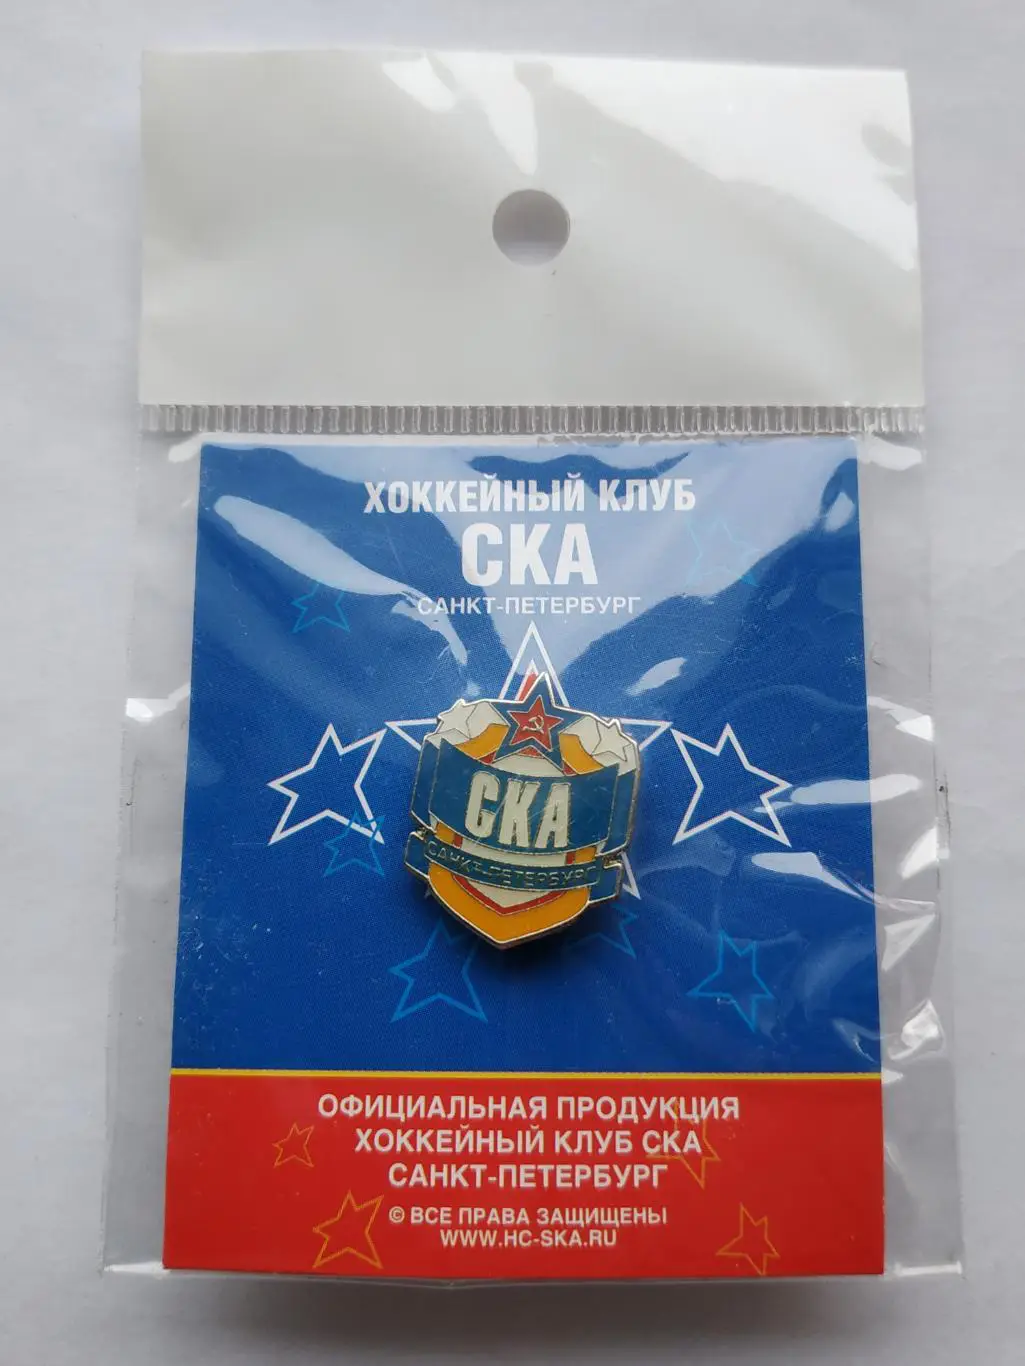 ХОККЕЙНЫЙ КЛУБ
СКА
САНКТ-ПЕТЕРБУРГ
СКА
САНКТ-ПЕТЕРБУРГ
ОФИЦИАЛЬНАЯ ПРОДУКЦИЯ
ХОККЕЙНЫЙ КЛУБ СКА
САНКТ-ПЕТЕРБУРГ
© ВСЕ ПРАВА ЗАЩИЩЕНЫ
WWW.HC-SKA.RU